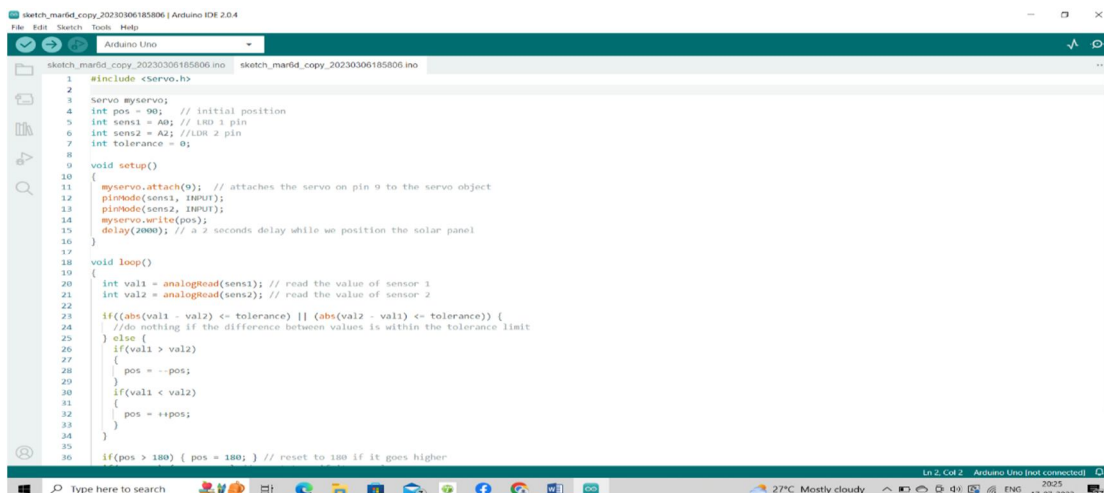 sketch_mar6d_copy_20230306185806 | Arduino IDE 2.0.4
File Edit Sketch Tools Help
Arduino Uno
sketch_mar6d_copy_20230306185806.ino sketch_mar6d_copy_20230306185806.ino
1 #include <Servo.h>
2
3 Servo myservo;
4 int pos = 90; // initial position
5 int sens1 = A0; // LRD 1 pin
6 int sens2 = A2; //LDR 2 pin
7 int tolerance = 0;
8
9 void setup()
10 {
11 myservo.attach(9); // attaches the servo on pin 9 to the servo object
12 pinMode(sens1, INPUT);
13 pinMode(sens2, INPUT);
14 myservo.write(pos);
15 delay(2000); // a 2 seconds delay while we position the solar panel
16 }
17
18 void loop()
19 {
20 int val1 = analogRead(sens1); // read the value of sensor 1
21 int val2 = analogRead(sens2); // read the value of sensor 2
22
23 if((abs(val1 - val2) <= tolerance) || (abs(val2 - val1) <= tolerance)) {
24 //do nothing if the difference between values is within the tolerance limit
25 } else {
26 if(val1 > val2)
27 {
28 pos = --pos;
29 }
30 if(val1 < val2)
31 {
32 pos = ++pos;
33 }
34 }
35
36 if(pos > 180) { pos = 180; } // reset to 180 if it goes higher
Ln 2, Col 2 Arduino Uno [not connected]
Type here to search 27°C Mostly cloudy ENG 20:25